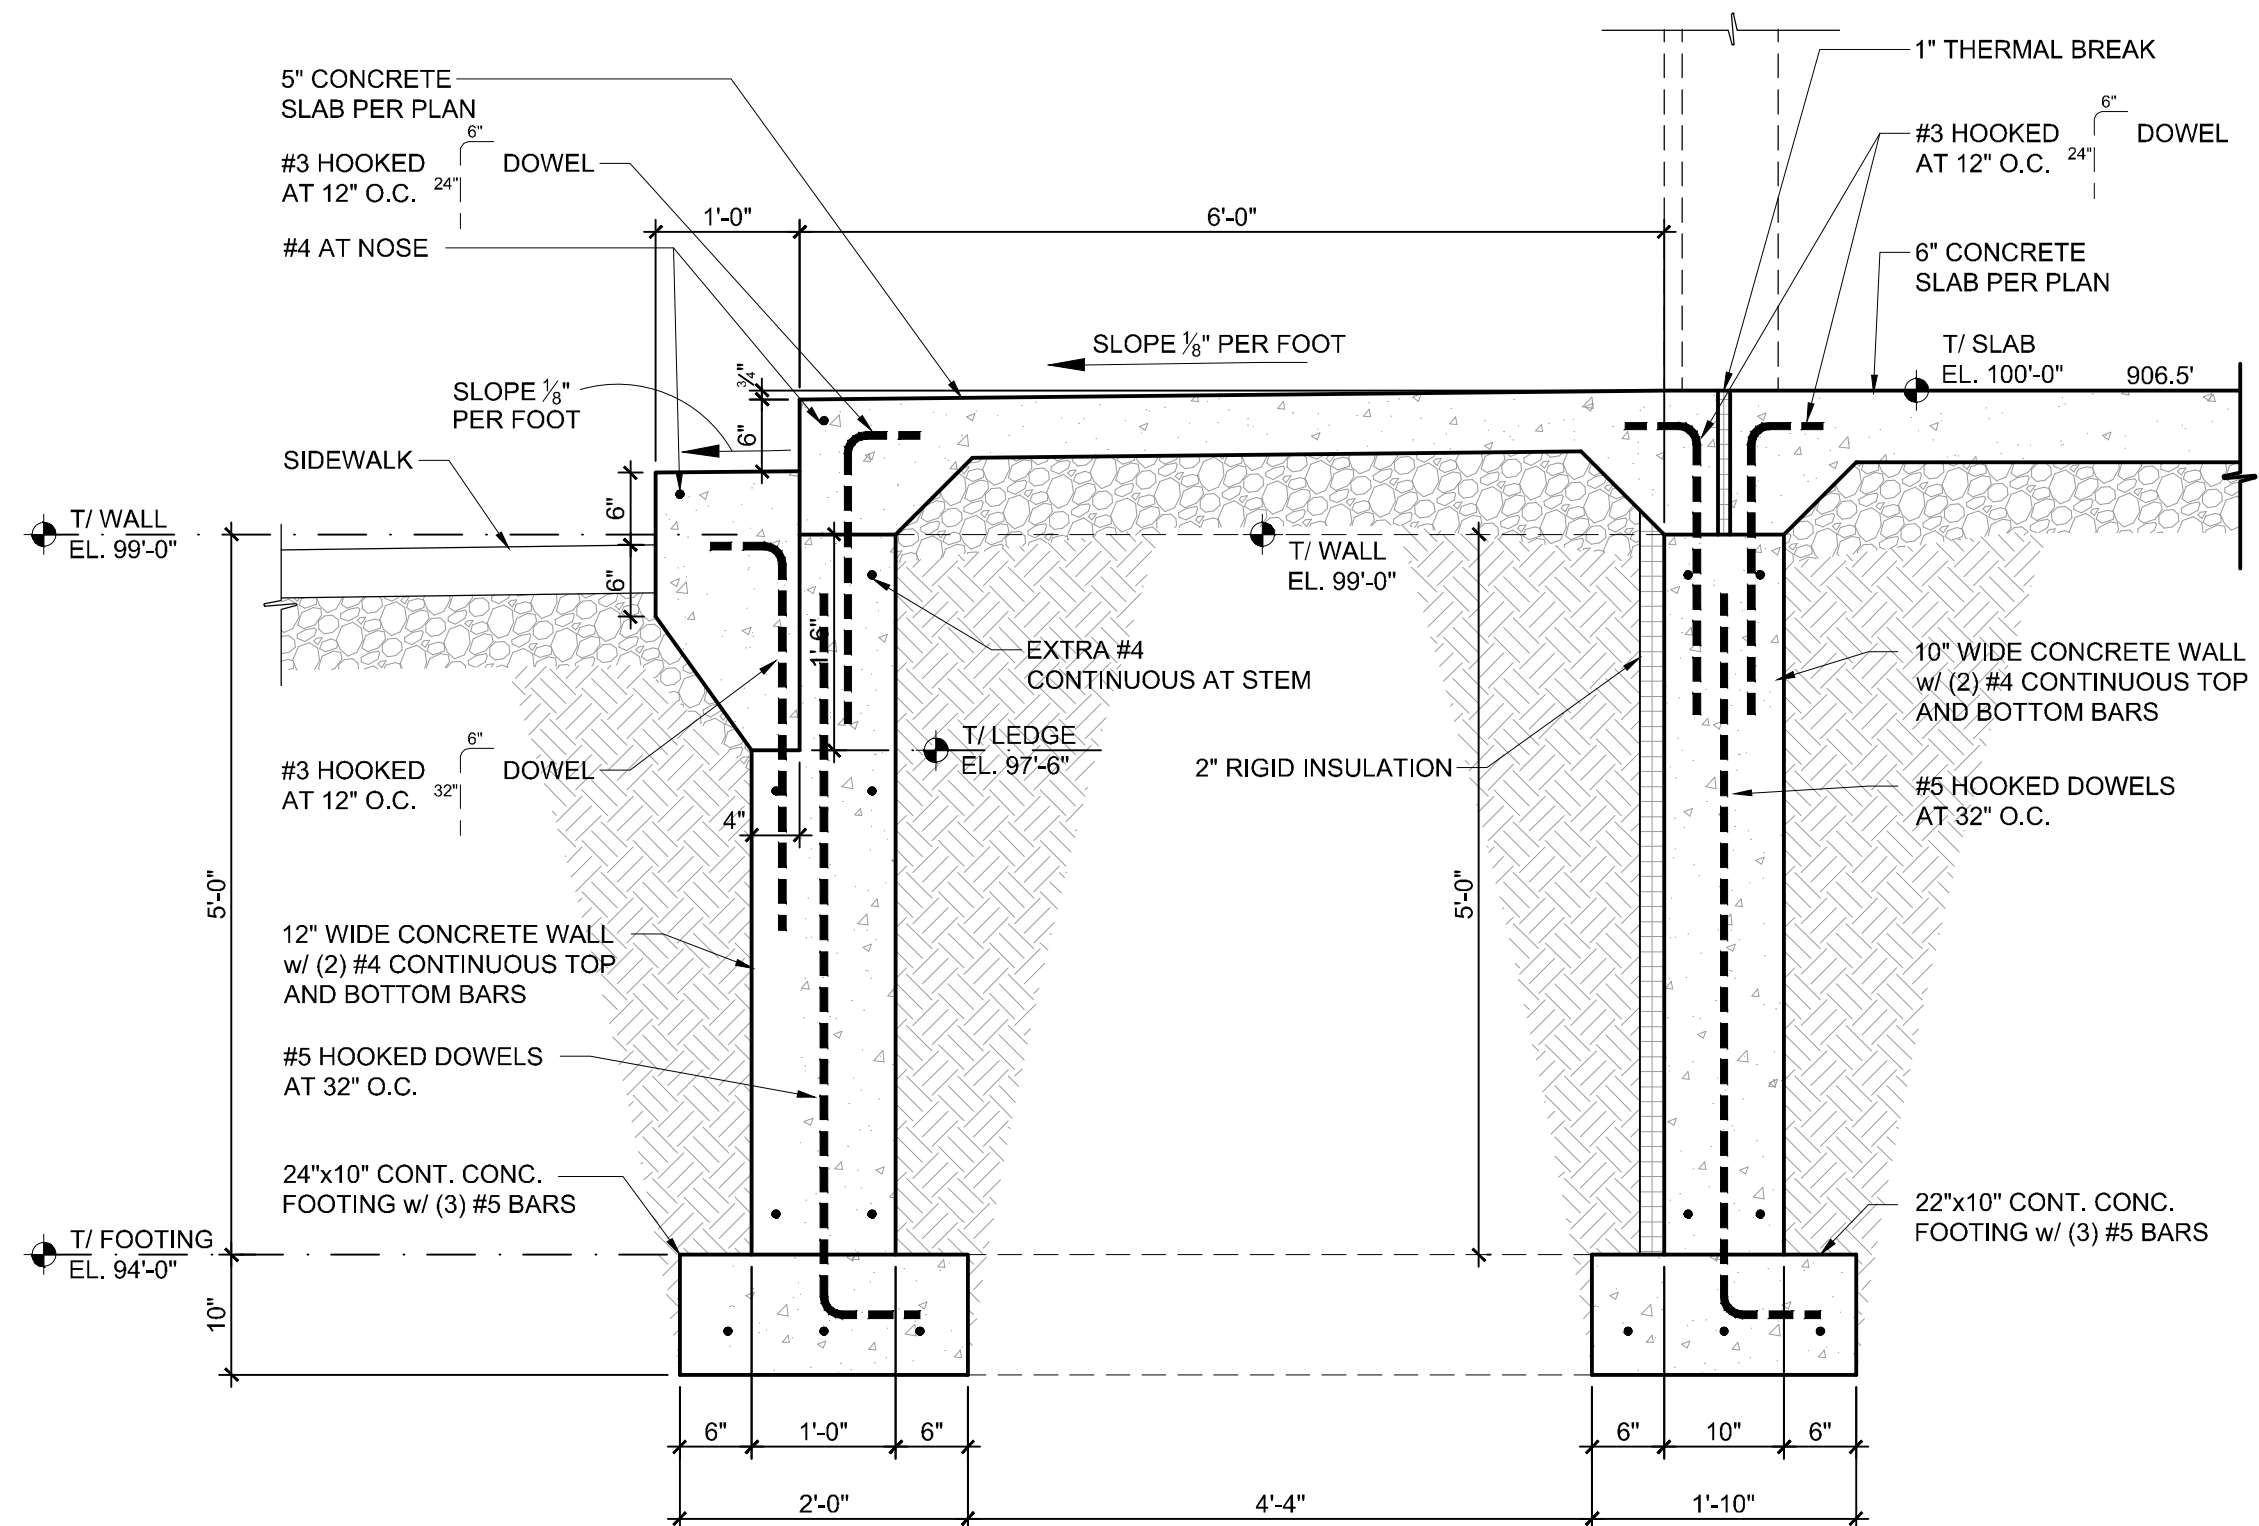 5" CONCRETE
SLAB PER PLAN
6"
#3 HOOKED DOWEL
AT 12" O.C. 24"
#4 AT NOSE
1'-0"
6'-0"
1" THERMAL BREAK
6"
#3 HOOKED DOWEL
AT 12" O.C. 24"
6" CONCRETE
SLAB PER PLAN
SLOPE ⅛" PER FOOT
T/ SLAB
EL. 100'-0"
906.5'
3/4"
SLOPE ⅛"
PER FOOT
6"
SIDEWALK
T/ WALL
EL. 99'-0"
6"
6"
T/ WALL
EL. 99'-0"
1'-6"
EXTRA #4
CONTINUOUS AT STEM
10" WIDE CONCRETE WALL
w/ (2) #4 CONTINUOUS TOP
AND BOTTOM BARS
T/ LEDGE
EL. 97'-6"
6"
#3 HOOKED DOWEL
AT 12" O.C. 32"
2" RIGID INSULATION
#5 HOOKED DOWELS
AT 32" O.C.
4"
5'-0"
5'-0"
12" WIDE CONCRETE WALL
w/ (2) #4 CONTINUOUS TOP
AND BOTTOM BARS
#5 HOOKED DOWELS
AT 32" O.C.
24"x10" CONT. CONC.
FOOTING w/ (3) #5 BARS
22"x10" CONT. CONC.
FOOTING w/ (3) #5 BARS
T/ FOOTING
EL. 94'-0"
10"
6"
1'-0"
6"
6"
10"
6"
2'-0"
4'-4"
1'-10"